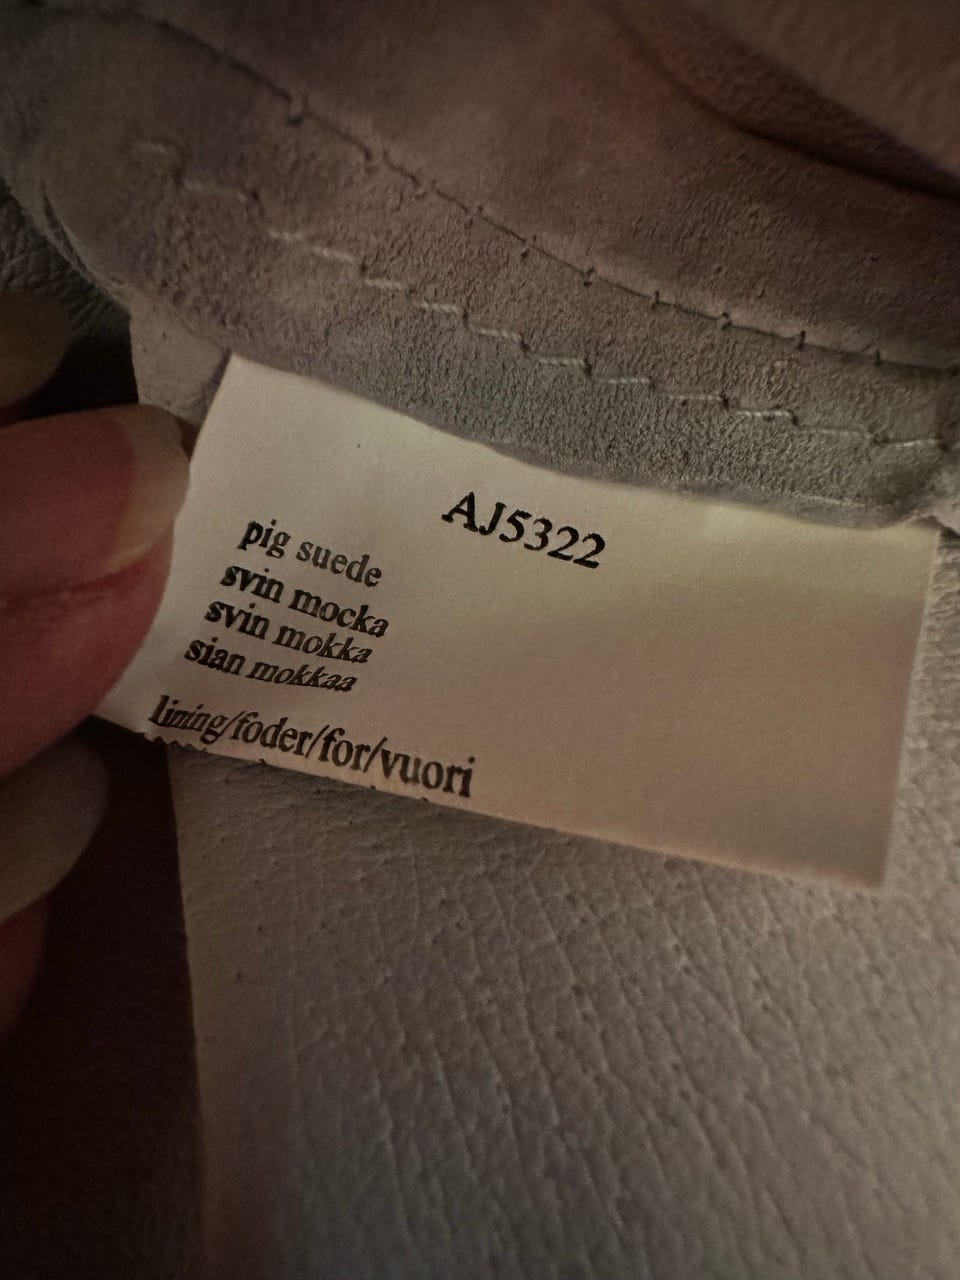 AJ5322
pig suede
svin mocka
svin mokka
sian mokkaa
lining/foder/for/vuori